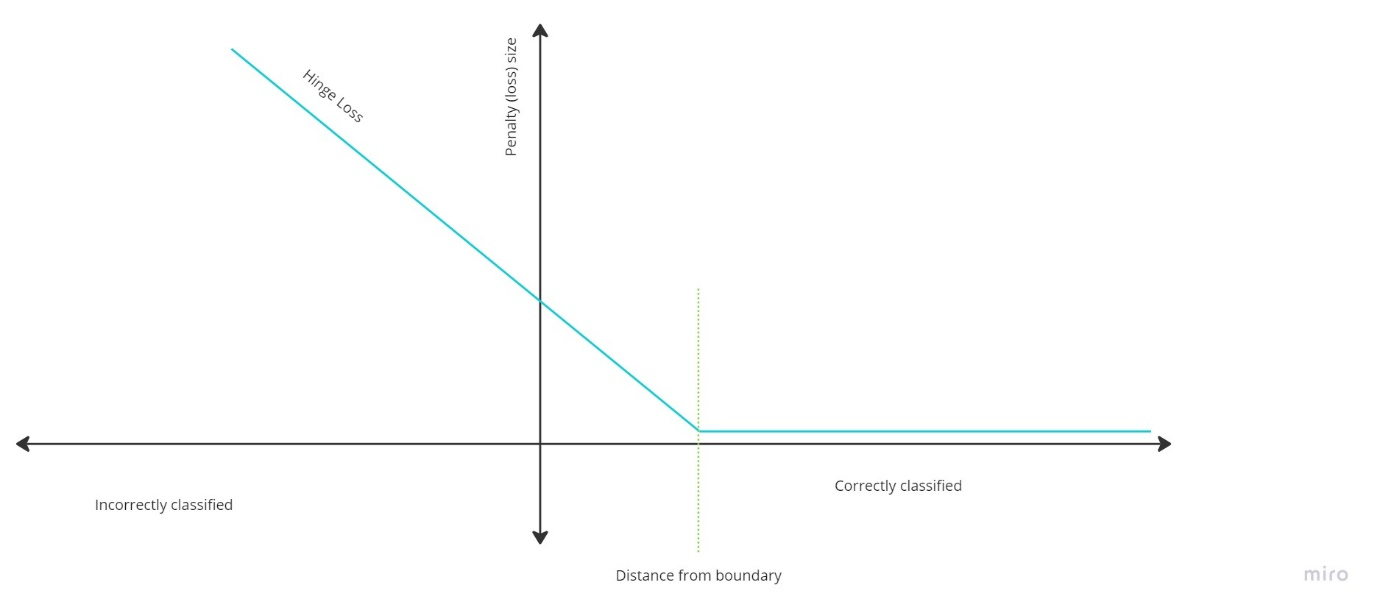 Hinge Loss
Penalty (loss) size
Correctly classified
Incorrectly classified
Distance from boundary
miro